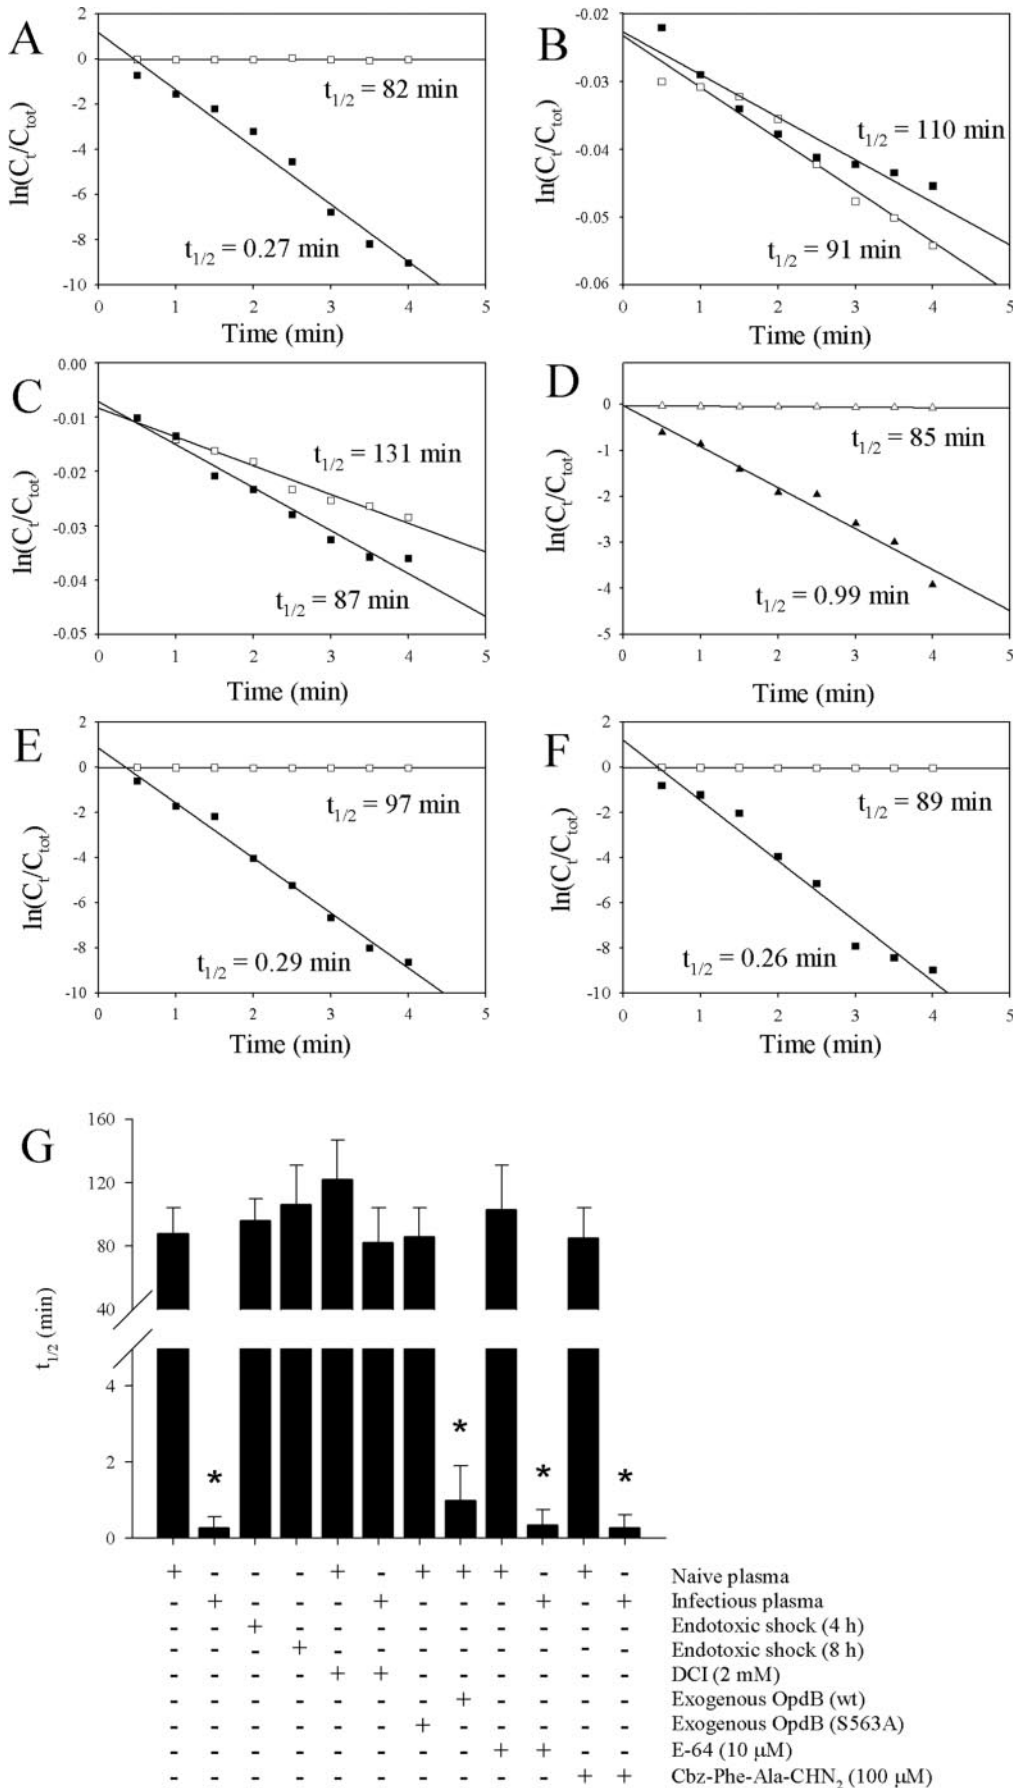 A
2
0
-2
-4
-6
-8
-10
ln(Cₜ/Cₜₒₜ)
t₁/₂ = 82 min
t₁/₂ = 0.27 min
0 1 2 3 4 5
Time (min)
B
-0.02
-0.03
-0.04
-0.05
-0.06
ln(Cₜ/Cₜₒₜ)
t₁/₂ = 110 min
t₁/₂ = 91 min
0 1 2 3 4 5
Time (min)
C
0.00
-0.01
-0.02
-0.03
-0.04
-0.05
ln(Cₜ/Cₜₒₜ)
t₁/₂ = 131 min
t₁/₂ = 87 min
0 1 2 3 4 5
Time (min)
D
0
-1
-2
-3
-4
-5
ln(Cₜ/Cₜₒₜ)
t₁/₂ = 85 min
t₁/₂ = 0.99 min
0 1 2 3 4 5
Time (min)
E
2
0
-2
-4
-6
-8
-10
ln(Cₜ/Cₜₒₜ)
t₁/₂ = 97 min
t₁/₂ = 0.29 min
0 1 2 3 4 5
Time (min)
F
2
0
-2
-4
-6
-8
-10
ln(Cₜ/Cₜₒₜ)
t₁/₂ = 89 min
t₁/₂ = 0.26 min
0 1 2 3 4 5
Time (min)
G
160
120
80
40
4
2
0
t₁/₂ (min)
* * * *
+ - - - + - + + + - + - Naive plasma
- + - - - + - - - + - + Infectious plasma
- - + - - - - - - - - - Endotoxic shock (4 h)
- - - + - - - - - - - - Endotoxic shock (8 h)
- - - - + + - - - - - - DCI (2 mM)
- - - - - - - + - - - - Exogenous OpdB (wt)
- - - - - - + - - - - - Exogenous OpdB (S563A)
- - - - - - - - + + - - E-64 (10 µM)
- - - - - - - - - - + + Cbz-Phe-Ala-CHN₂ (100 µM)